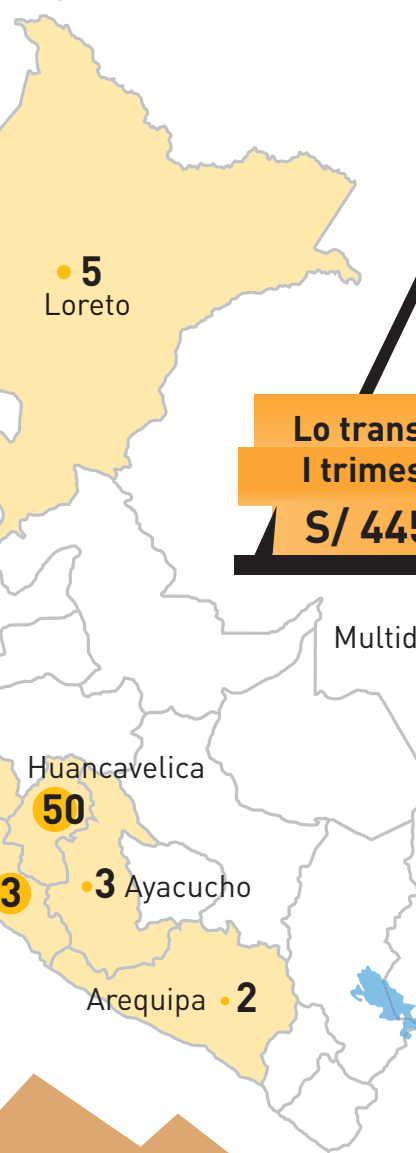 5
Loreto
Lo trans
I trimes
S/ 445
Multid
Huancavelica
50
3
3 Ayacucho
Arequipa 2